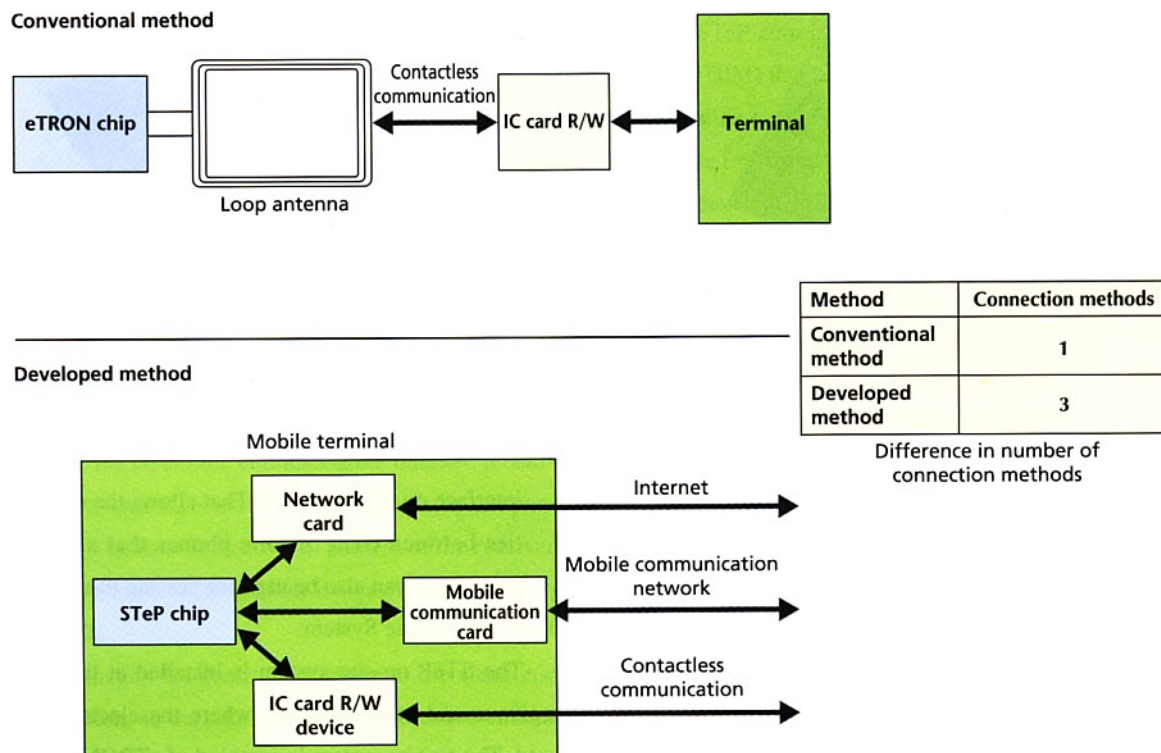 Conventional method
eTRON chip
Loop antenna
Contactless
communication
IC card R/W
Terminal
Method Connection methods
Conventional
method
1
Developed
method
3
Difference in number of
connection methods
Developed method
Mobile terminal
Network
card
STeP chip
Mobile
communication
card
IC card R/W
device
Internet
Mobile communication
network
Contactless
communication